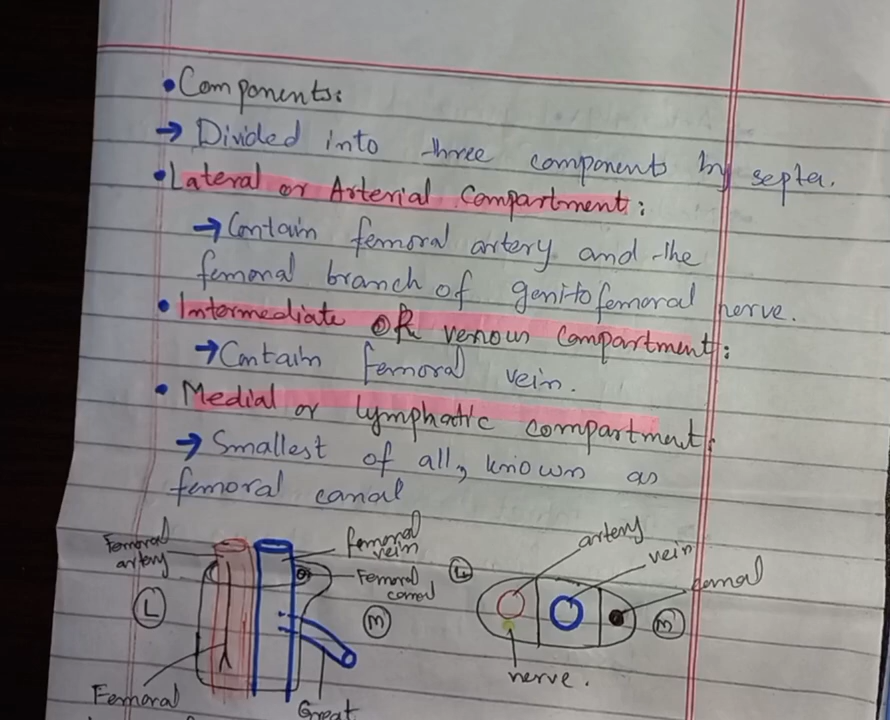 • Components:
→ Divided into three components by septa.
• Lateral or Arterial Compartment:
→ Contain femoral artery and the
femoral branch of genitofemoral nerve.
• Intermediate OR venous Compartment:
→ Contain femoral vein.
• Medial or lymphatic compartment:
→ Smallest of all, known as
femoral canal
Femoral
artery
femoral
vein
Femoral
canal
L
M
Femoral
Great
artery
vein
L
M
nerve.